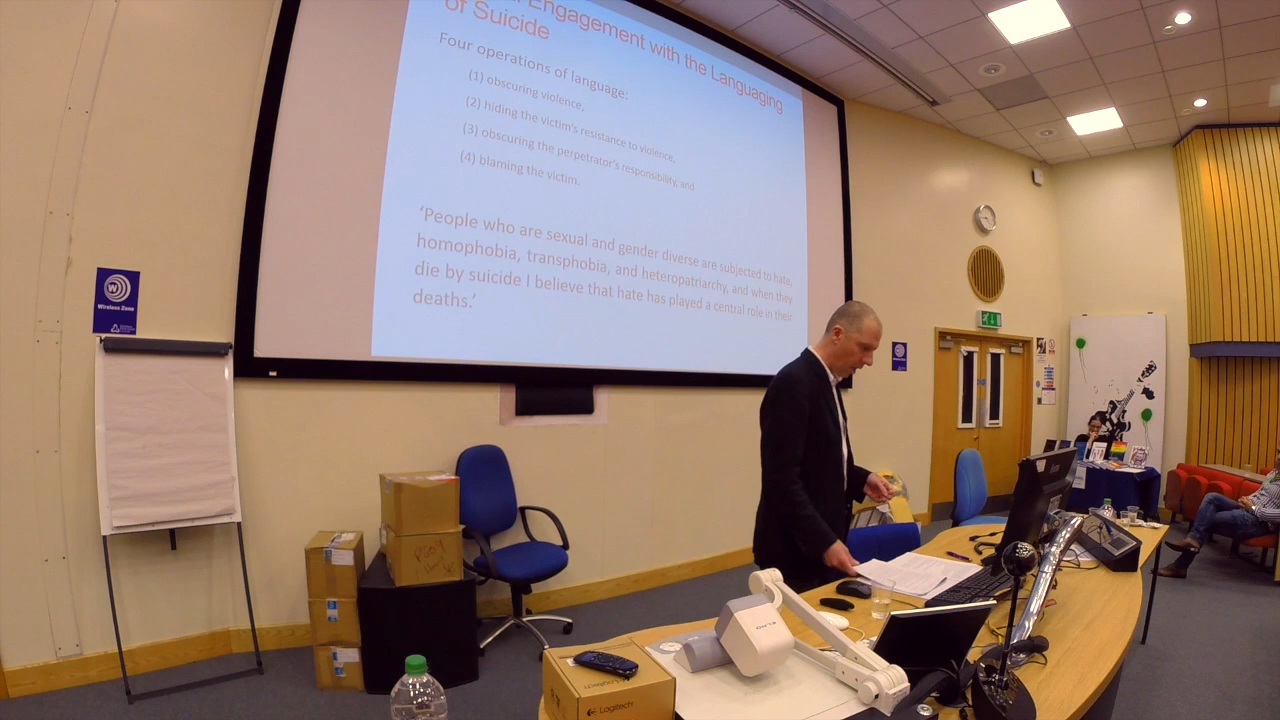 Engagement with the Languaging
of Suicide
Four operations of language:
(1) obscuring violence,
(2) hiding the victim's resistance to violence,
(3) obscuring the perpetrator's responsibility, and
(4) blaming the victim.
‘People who are sexual and gender diverse are subjected to hate,
homophobia, transphobia, and heteropatriarchy, and when they
die by suicide I believe that hate has played a central role in their
deaths.’
W
Wireless Zone
ELMO
Logitech